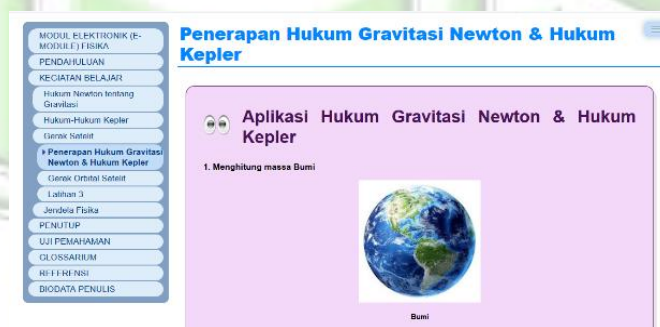 MODUL ELEKTRONIK (E-
MODULE) FISIKA
PENDAHULUAN
KEGIATAN BELAJAR
Hukum Newton tentang
Gravitasi
Hukum-Hukum Kepler
Gerak Satelit
Penerapan Hukum Gravitasi
Newton & Hukum Kepler
Gerak Orbital Satelit
Latihan 3
Jendela Fisika
PENUTUP
UJI PEMAHAMAN
GLOSSARIUM
REFERENSI
BIODATA PENULIS
Penerapan Hukum Gravitasi Newton & Hukum
Kepler
Aplikasi Hukum Gravitasi Newton & Hukum
Kepler
1. Menghitung massa Bumi
Bumi